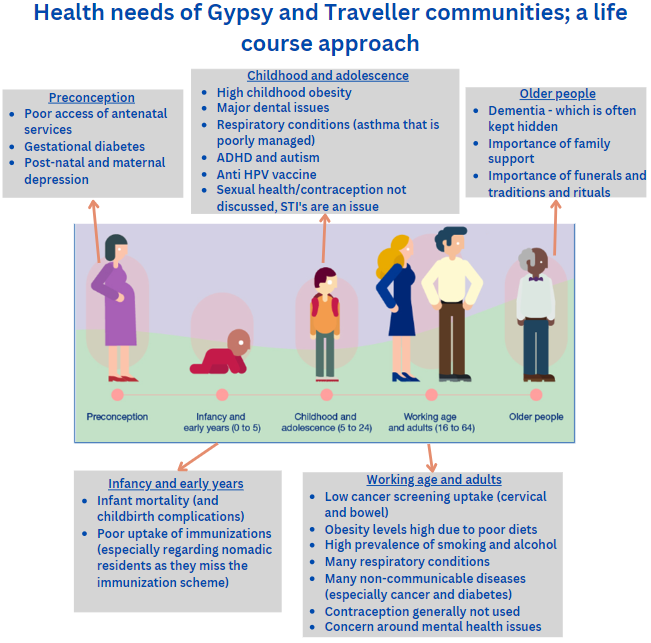 Health needs of Gypsy and Traveller communities; a life
course approach
Preconception
• Poor access of antenatal
services
• Gestational diabetes
• Post-natal and maternal
depression
Childhood and adolescence
• High childhood obesity
• Major dental issues
• Respiratory conditions (asthma that is
poorly managed)
• ADHD and autism
• Anti HPV vaccine
• Sexual health/contraception not
discussed, STI's are an issue
Older people
• Dementia - which is often
kept hidden
• Importance of family
support
• Importance of funerals and
traditions and rituals
Preconception
Infancy and
early years (0 to 5)
Childhood and
adolescence (5 to 24)
Working age
and adults (16 to 64)
Older people
Infancy and early years
• Infant mortality (and
childbirth complications)
• Poor uptake of immunizations
(especially regarding nomadic
residents as they miss the
immunization scheme)
Working age and adults
• Low cancer screening uptake (cervical
and bowel)
• Obesity levels high due to poor diets
• High prevalence of smoking and alcohol
• Many respiratory conditions
• Many non-communicable diseases
(especially cancer and diabetes)
• Contraception generally not used
• Concern around mental health issues